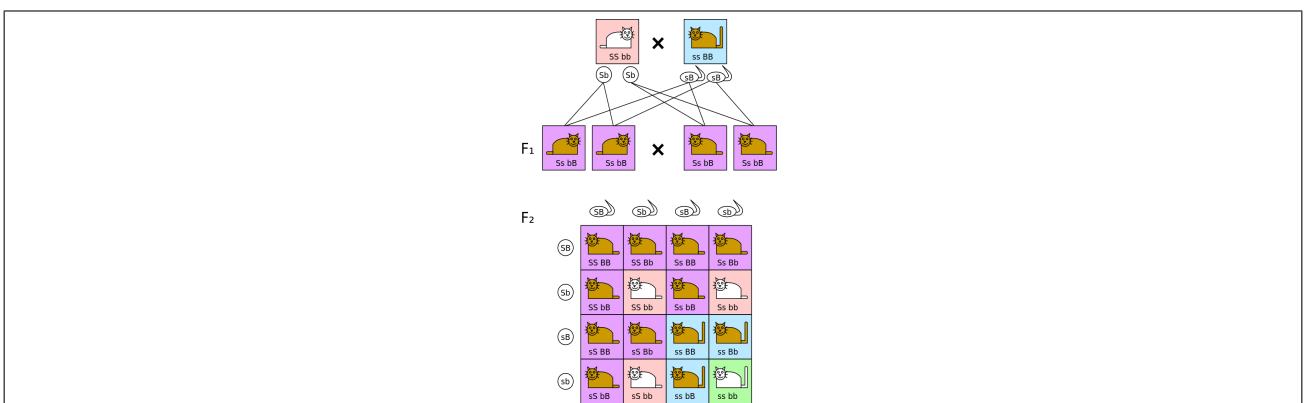 SS bb × ss BB
Sb Sb sB sB
F₁ Ss bB Ss bB × Ss bB Ss bB
F₂ SB Sb sB sb
SB SS BB SS Bb Ss BB Ss Bb
Sb SS bB SS bb Ss bB Ss bb
sB sS BB sS Bb ss BB ss Bb
sb sS bB sS bb ss bB ss bb